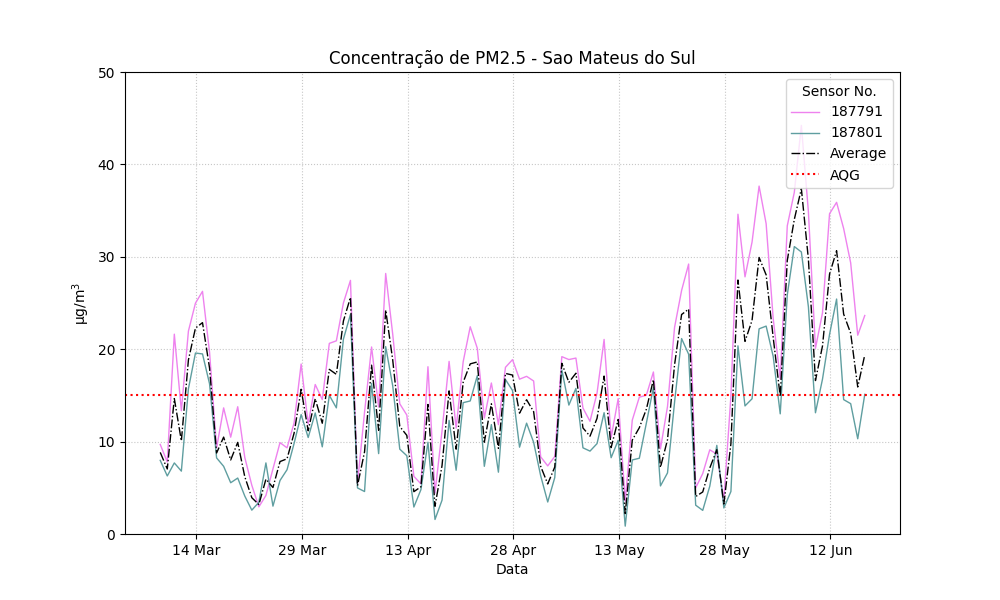 Concentração de PM2.5 - Sao Mateus do Sul
50
40
30
20
10
0
µg/m³
Sensor No.
187791
187801
Average
AQG
14 Mar
29 Mar
13 Apr
28 Apr
13 May
28 May
12 Jun
Data